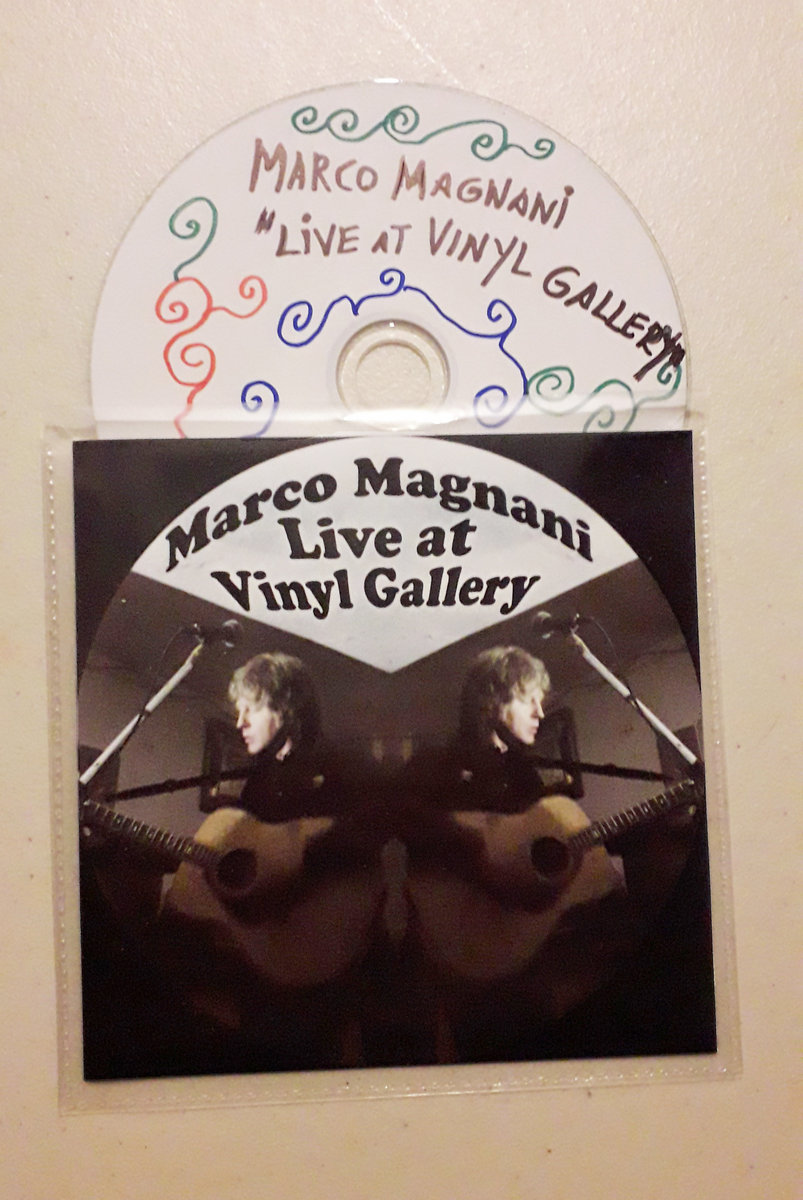 MARCO MAGNANI
"LiVE AT VINYL GALLERY"
Marco Magnani
Live at
Vinyl Gallery